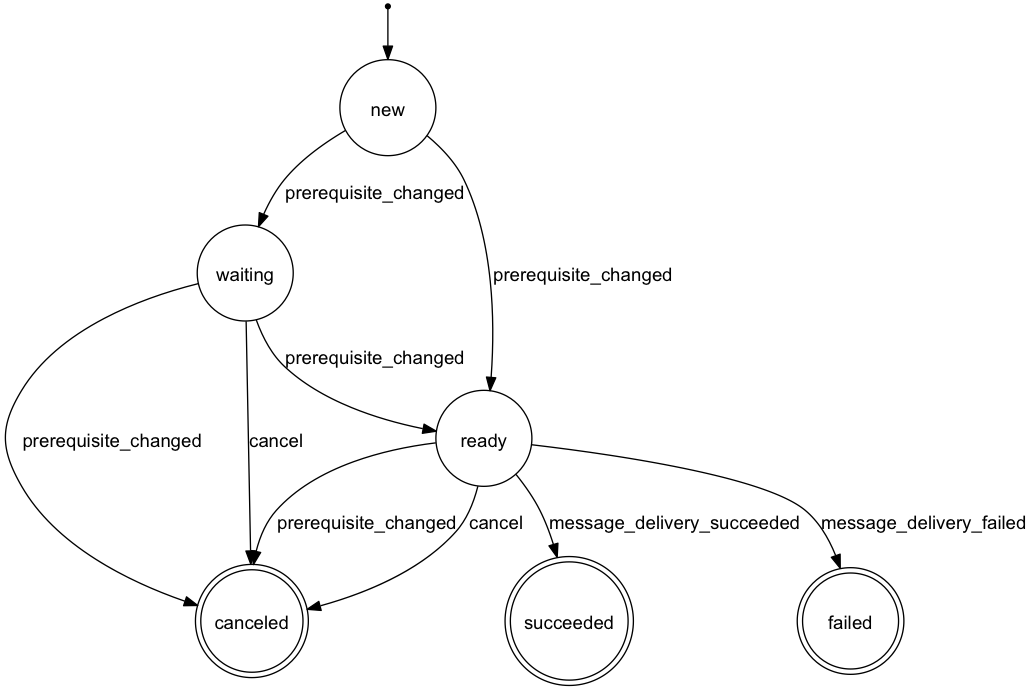 new
prerequisite_changed
waiting
prerequisite_changed
prerequisite_changed
prerequisite_changed
cancel
ready
prerequisite_changed
cancel
message_delivery_succeeded
message_delivery_failed
canceled
succeeded
failed